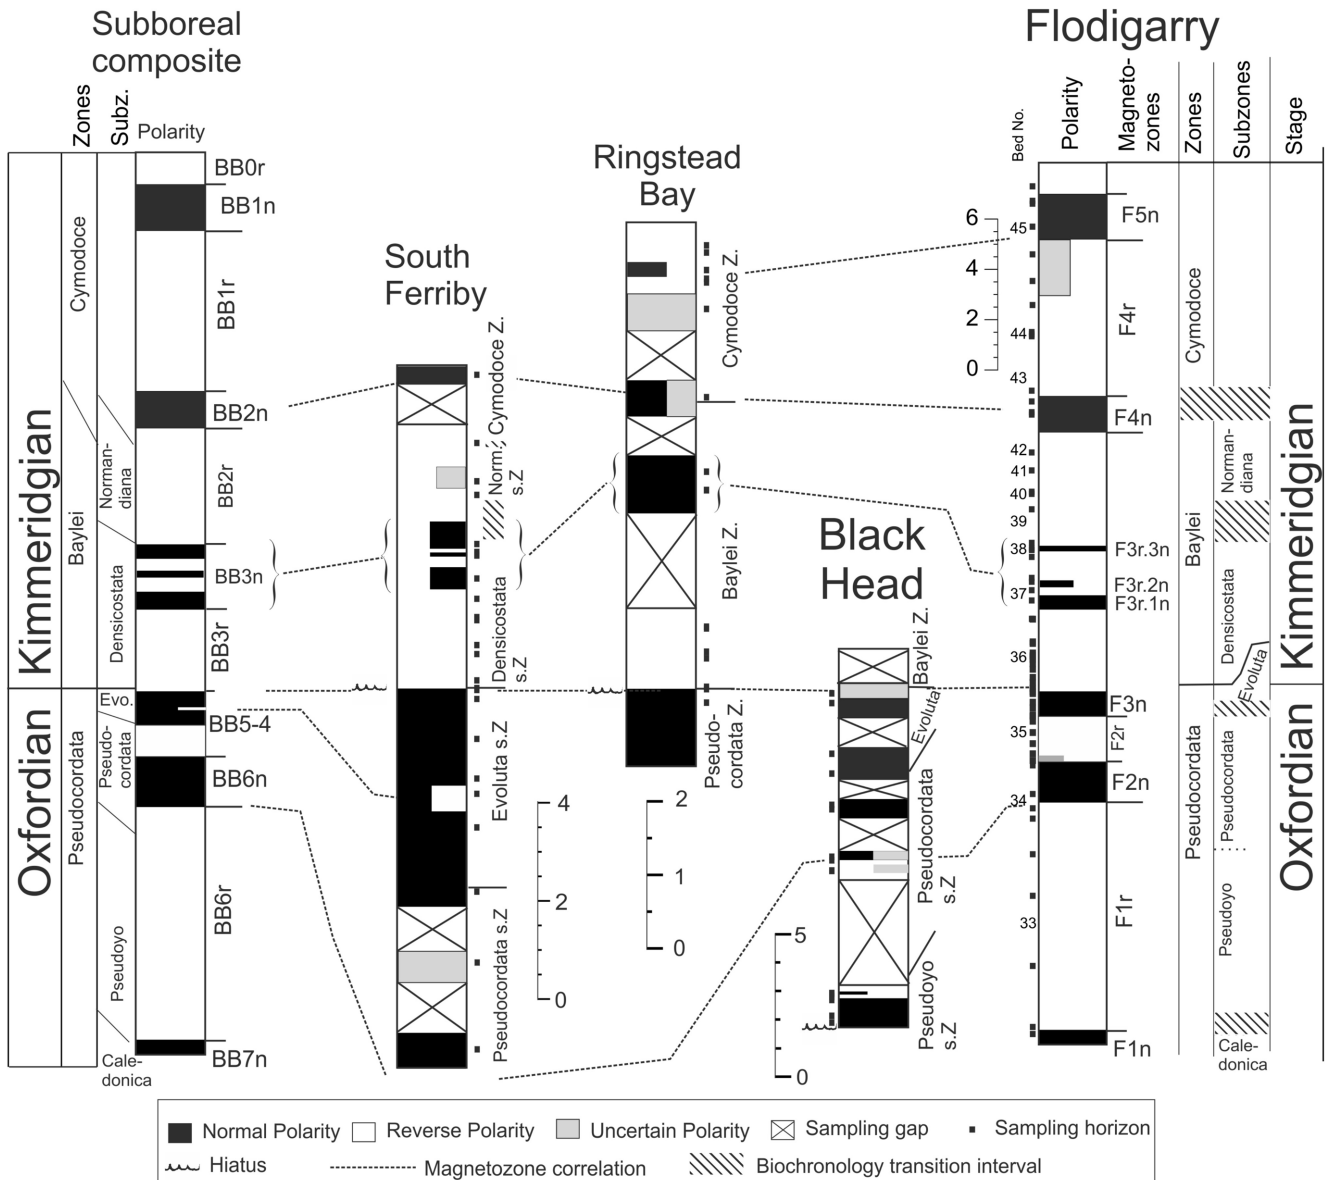 Subboreal
composite
Zones
Subz.
Polarity
BB0r
BB1n
BB1r
BB2n
BB2r
BB3n
BB3r
BB5-4
BB6n
BB6r
BB7n
Kimmeridgian
Oxfordian
Cymodoce
Baylei
Pseudocordata
Norman-
diana
Densicostata
Evo.
Pseudo-
cordata
Pseudoyo
Cale-
donica
South
Ferriby
Cymodoce Z.
Norm.
s.Z
Densicostata
s.Z
Evoluta s.Z
Pseudocordata s.Z
4
2
0
Ringstead
Bay
Cymodoce Z.
Baylei Z.
Pseudo-
cordata Z.
2
1
0
Black
Head
Baylei Z.
Evoluta
Pseudocordata
s.Z
Pseudoyo
s.Z
5
0
Flodigarry
Bed No.
Polarity
Magneto-
zones
Zones
Subzones
Stage
6
4
2
0
45
44
43
42
41
40
39
38
37
36
35
34
33
F5n
F4r
F4n
F3r.3n
F3r.2n
F3r.1n
F3n
F2r
F2n
F1r
F1n
Cymodoce
Baylei
Pseudocordata
Norman-
diana
Densicostata
Evoluta
Pseudocordata
Pseudoyo
Cale-
donica
Kimmeridgian
Oxfordian
Normal Polarity
Reverse Polarity
Uncertain Polarity
Sampling gap
Sampling horizon
Hiatus
Magnetozone correlation
Biochronology transition interval